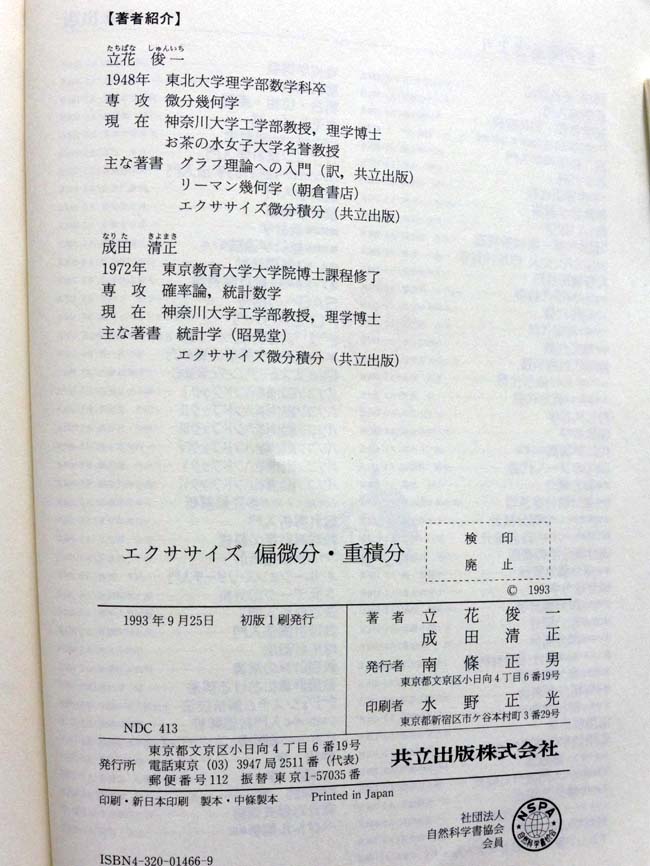 【著者紹介】
たちばな しゅんいち
立花 俊一
1948年 東北大学理学部数学科卒
専 攻 微分幾何学
現 在 神奈川大学工学部教授，理学博士
お茶の水女子大学名誉教授
主な著書 グラフ理論への入門（訳，共立出版）
リーマン幾何学（朝倉書店）
エクササイズ微分積分（共立出版）
なりた きよまさ
成田 清正
1972年 東京教育大学大学院博士課程修了
専 攻 確率論，統計数学
現 在 神奈川大学工学部教授，理学博士
主な著書 統計学（昭晃堂）
エクササイズ微分積分（共立出版）
エクササイズ 偏微分・重積分
検 印
廃 止
© 1993
1993年9月25日 初版1刷発行
著 者 立花俊一
成田清正
発行者 南條正男
東京都文京区小日向4丁目6番19号
印刷者 水野正光
東京都新宿区市ケ谷本村町3番29号
NDC 413
発行所
東京都文京区小日向4丁目6番19号
電話東京（03）3947局2511番（代表）
郵便番号112 振替 東京1-57035番
共立出版株式会社
印刷・新日本印刷 製本・中條製本 Printed in Japan
社団法人
自然科学書協会
会員
NSPA
自然科学書協会
ISBN4-320-01466-9